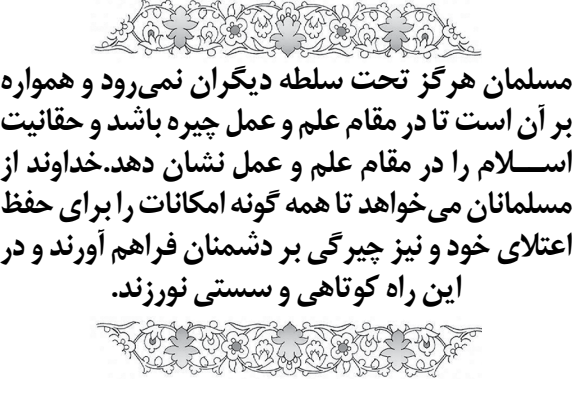 مسلمان هرگز تحت سلطه دیگران نمی‌رود و همواره
بر آن است تا در مقام علم و عمل چیره باشد و حقانیت
اســـلام را در مقام علم و عمل نشان دهد.خداوند از
مسلمانان می‌خواهد تا همه گونه امکانات را برای حفظ
اعتلای خود و نیز چیرگی بر دشمنان فراهم آورند و در
این راه کوتاهی و سستی نورزند.